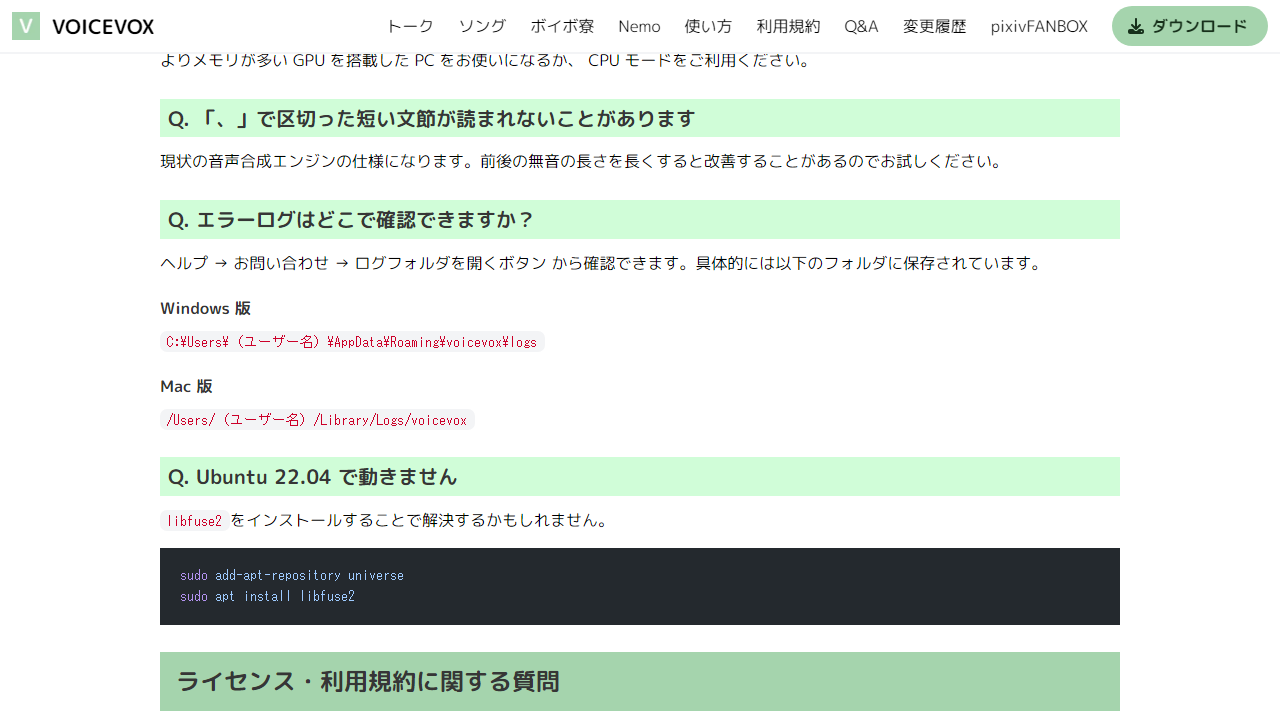 V VOICEVOX トーク ソング ボイボ寮 Nemo 使い方 利用規約 Q&A 変更履歴 pixivFANBOX ダウンロード
よりメモリが多い GPU を搭載した PC をお使いになるか、 CPU モードをご利用ください。
Q. 「、」で区切った短い文節が読まれないことがあります
現状の音声合成エンジンの仕様になります。前後の無音の長さを長くすると改善することがあるのでお試しください。
Q. エラーログはどこで確認できますか？
ヘルプ → お問い合わせ → ログフォルダを開くボタン から確認できます。具体的には以下のフォルダに保存されています。
Windows 版
C:¥Users¥（ユーザー名）¥AppData¥Roaming¥voicevox¥logs
Mac 版
/Users/（ユーザー名）/Library/Logs/voicevox
Q. Ubuntu 22.04 で動きません
libfuse2をインストールすることで解決するかもしれません。
sudo add-apt-repository universe
sudo apt install libfuse2
ライセンス・利用規約に関する質問